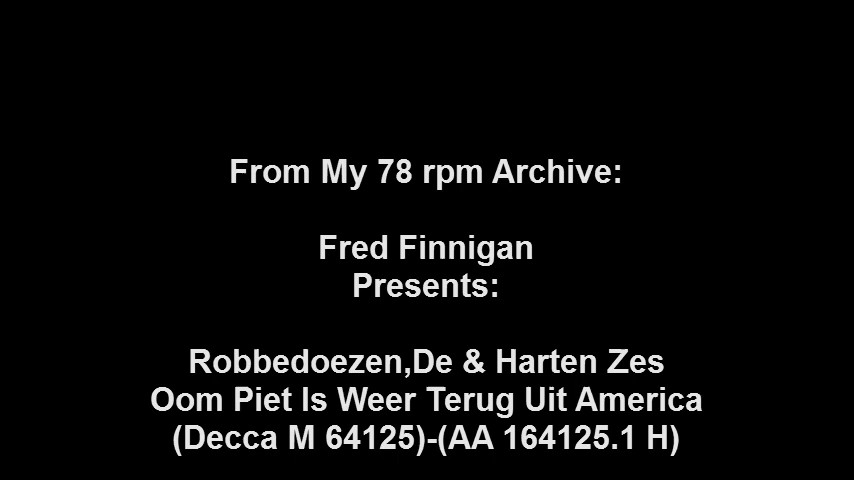 From My 78 rpm Archive:
Fred Finnigan
Presents:
Robbedoezen,De & Harten Zes
Oom Piet Is Weer Terug Uit America
(Decca M 64125)-(AA 164125.1 H)